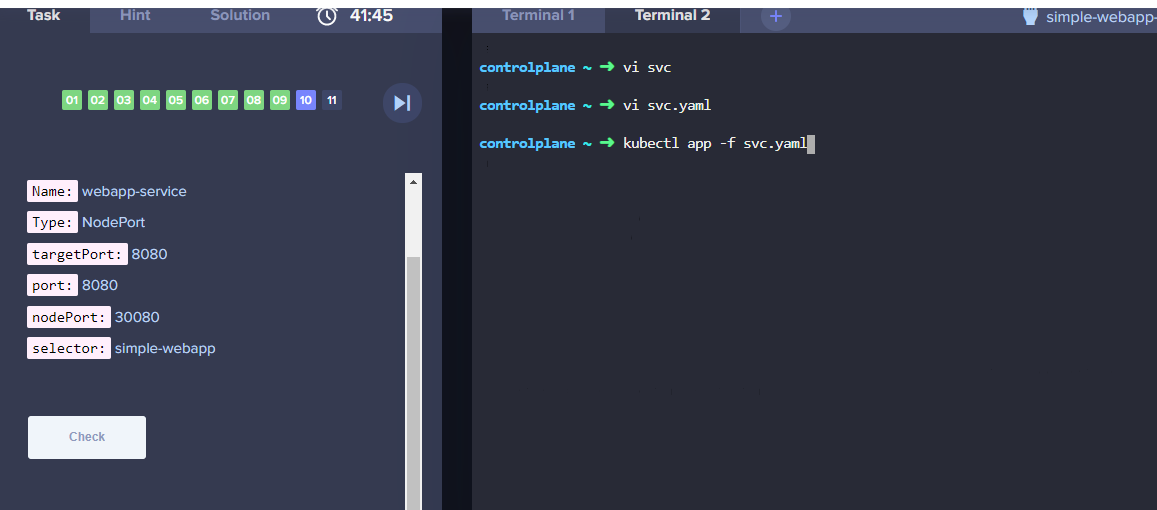 Task Hint Solution 41:45
01 02 03 04 05 06 07 08 09 10 11
Name: webapp-service
Type: NodePort
targetPort: 8080
port: 8080
nodePort: 30080
selector: simple-webapp
Check
Terminal 1 Terminal 2 + simple-webapp-
controlplane ~ ➜ vi svc
controlplane ~ ➜ vi svc.yaml
controlplane ~ ➜ kubectl app -f svc.yaml